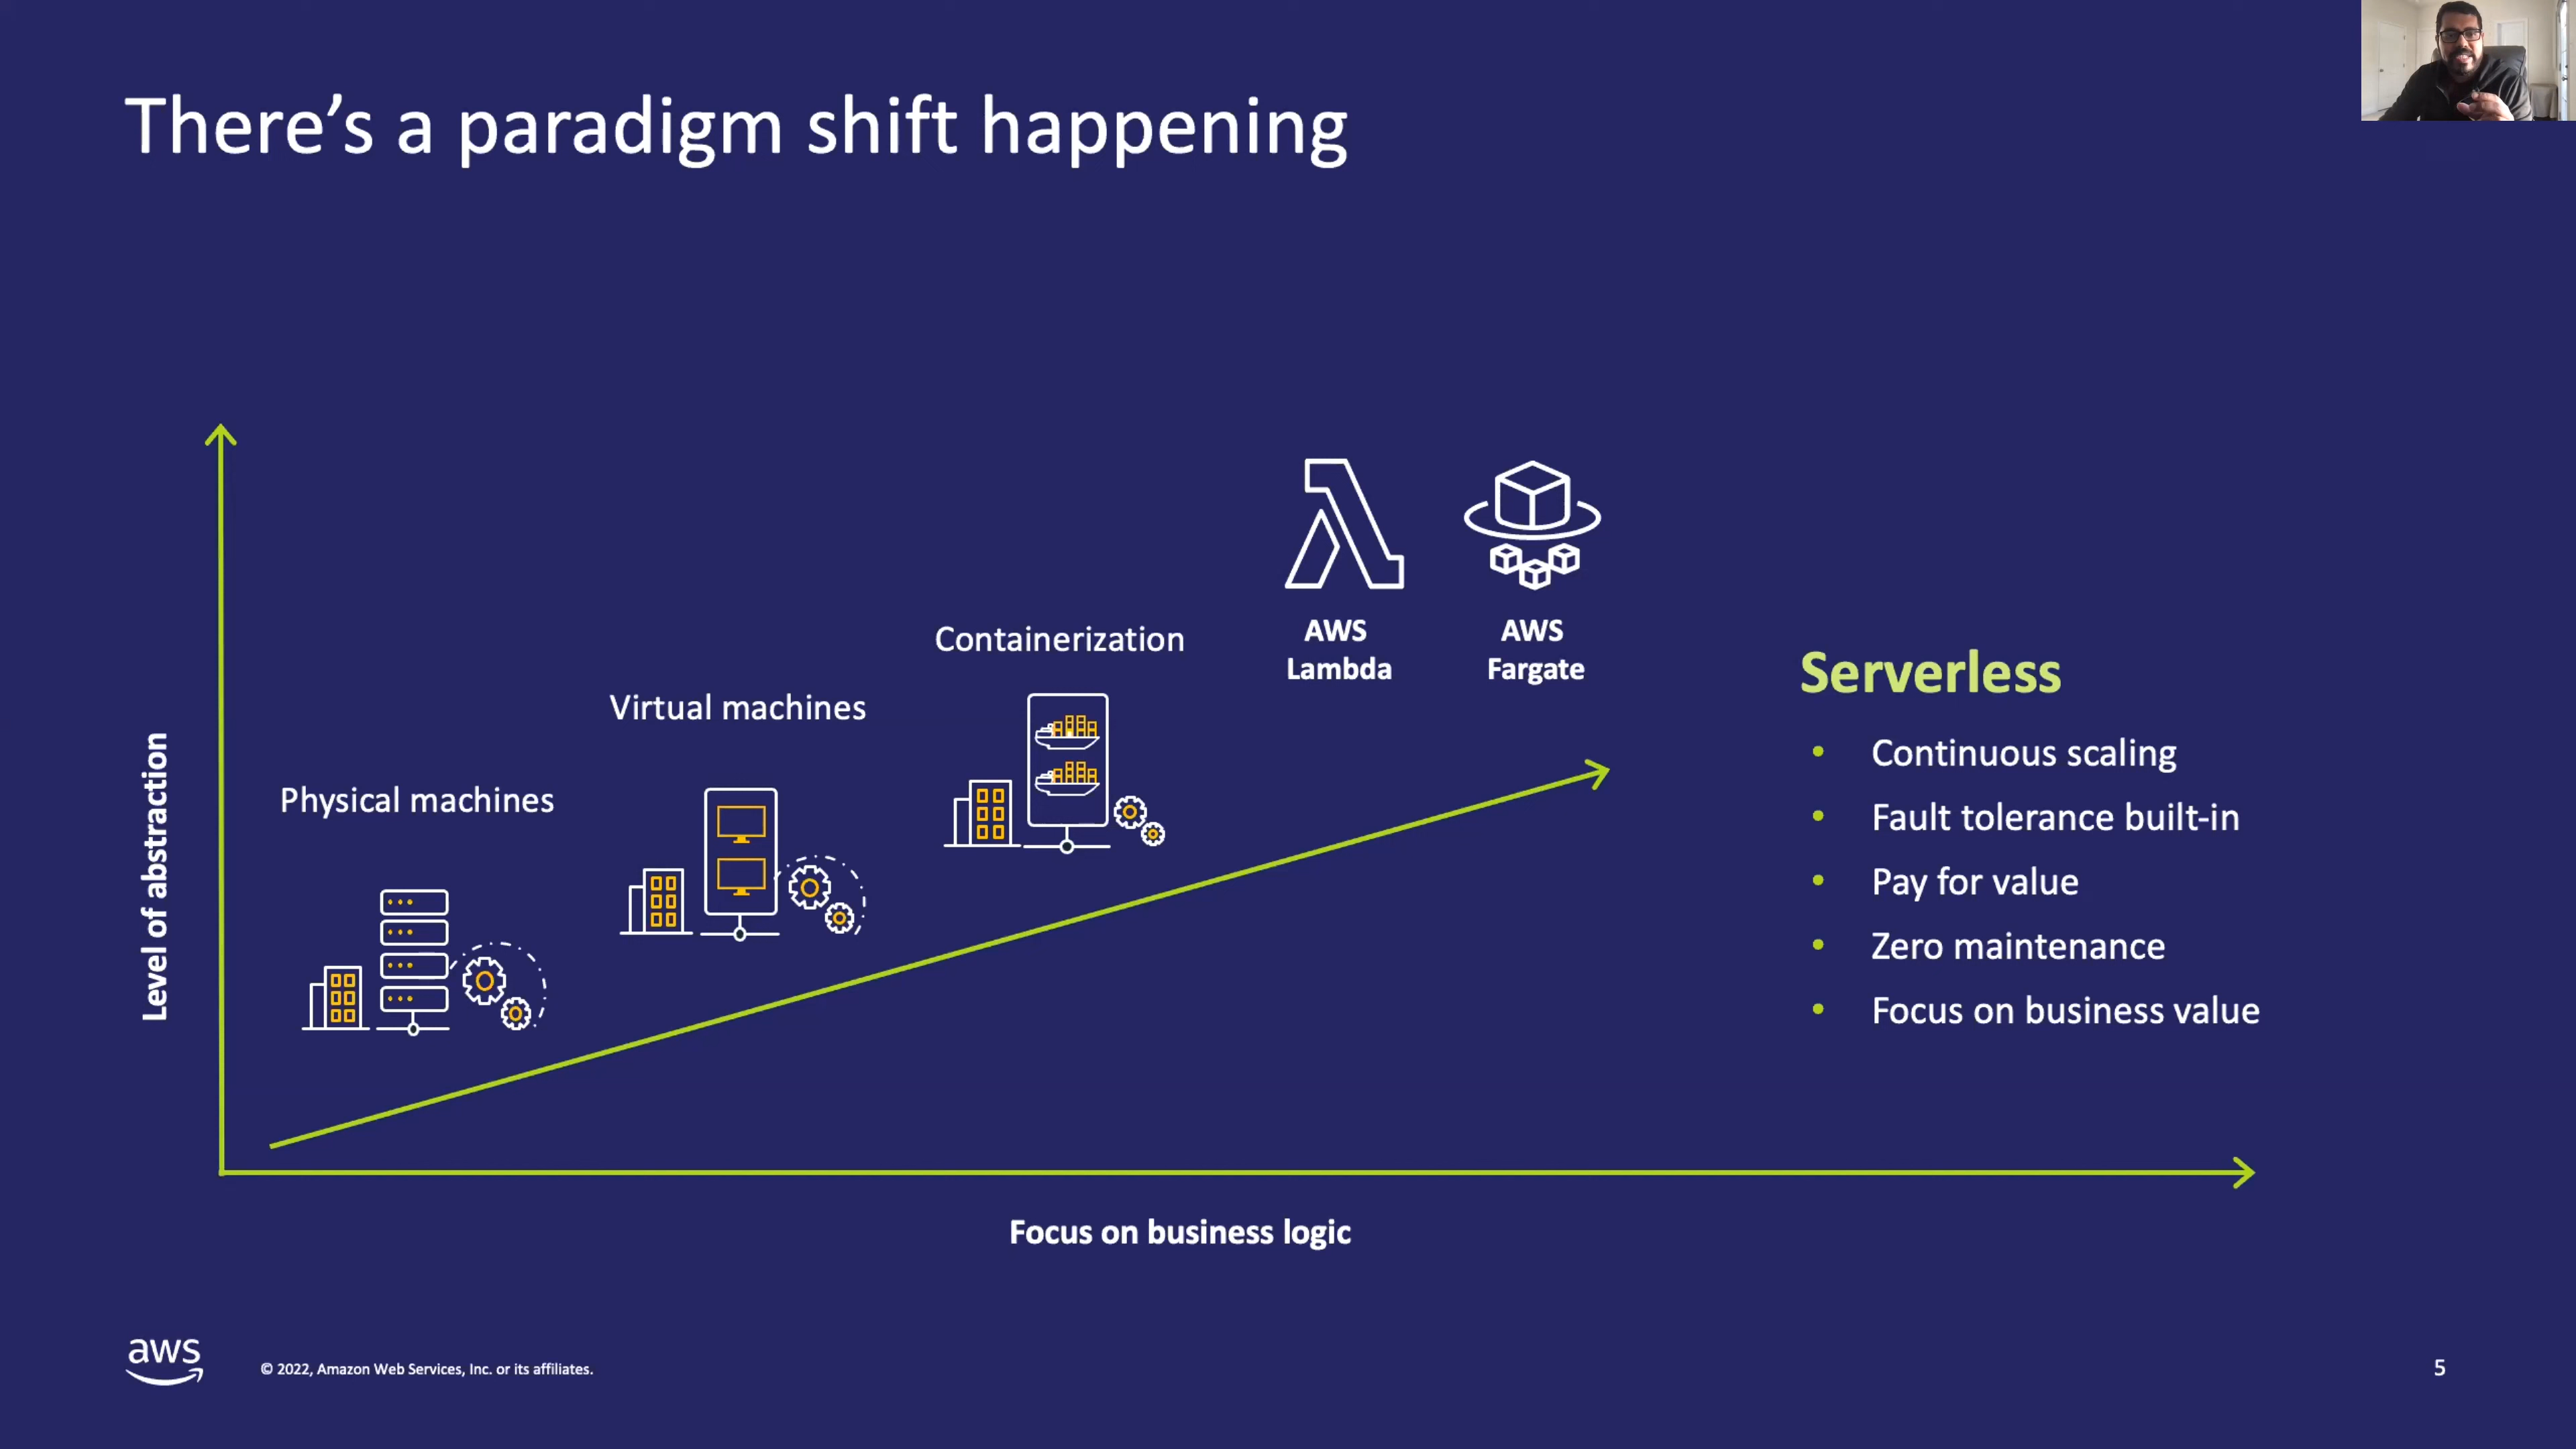 There’s a paradigm shift happening
Level of abstraction
Physical machines
Virtual machines
Containerization
AWS
Lambda
AWS
Fargate
Serverless
• Continuous scaling
• Fault tolerance built-in
• Pay for value
• Zero maintenance
• Focus on business value
Focus on business logic
aws
© 2022, Amazon Web Services, Inc. or its affiliates.
5